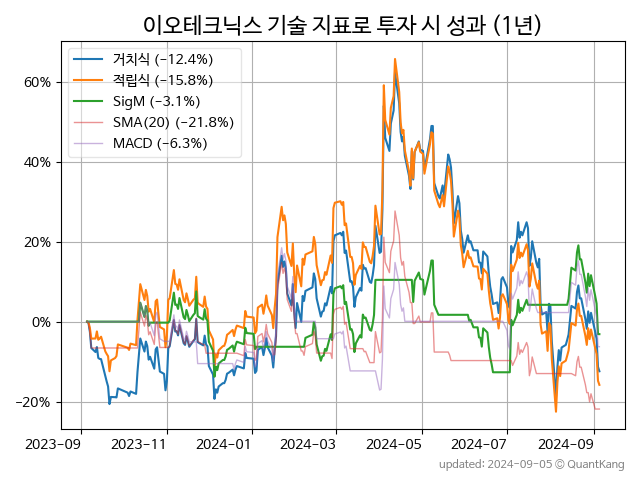 이오테크닉스 기술 지표로 투자 시 성과 (1년)
거치식 (−12.4%)
적립식 (−15.8%)
SigM (−3.1%)
SMA(20) (−21.8%)
MACD (−6.3%)
60%
40%
20%
0%
−20%
2023−09 2023−11 2024−01 2024−03 2024−05 2024−07 2024−09
updated: 2024−09−05 © QuantKang